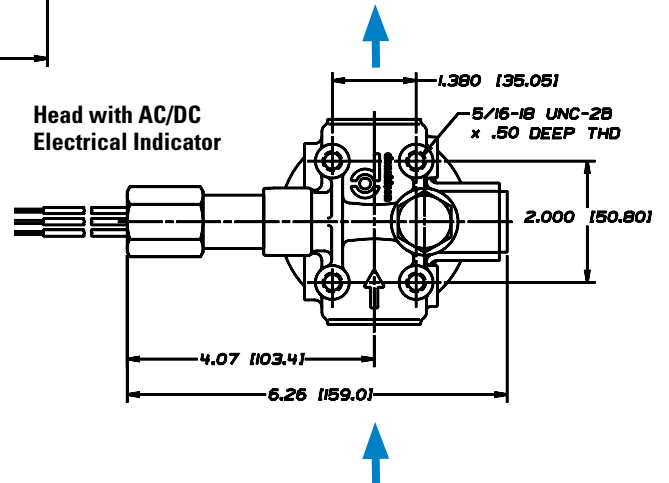 1.380 [35.05]
Head with AC/DC
Electrical Indicator
5/16-18 UNC-2B
x .50 DEEP THD
2.000 [50.80]
4.07 [103.4]
6.26 [159.0]